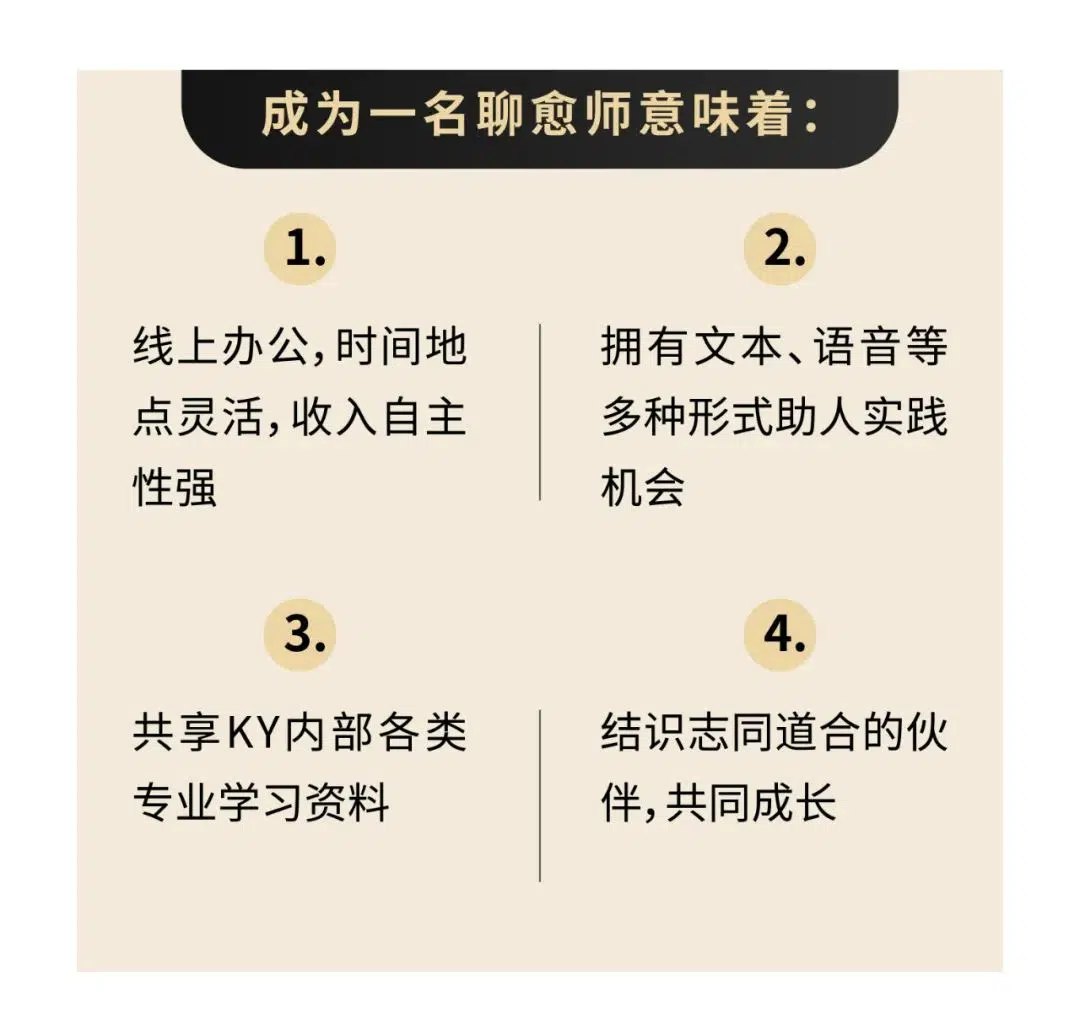 成为一名聊愈师意味着：
1.
线上办公，时间地
点灵活，收入自主
性强
2.
拥有文本、语音等
多种形式助人实践
机会
3.
共享KY内部各类
专业学习资料
4.
结识志同道合的伙
伴，共同成长